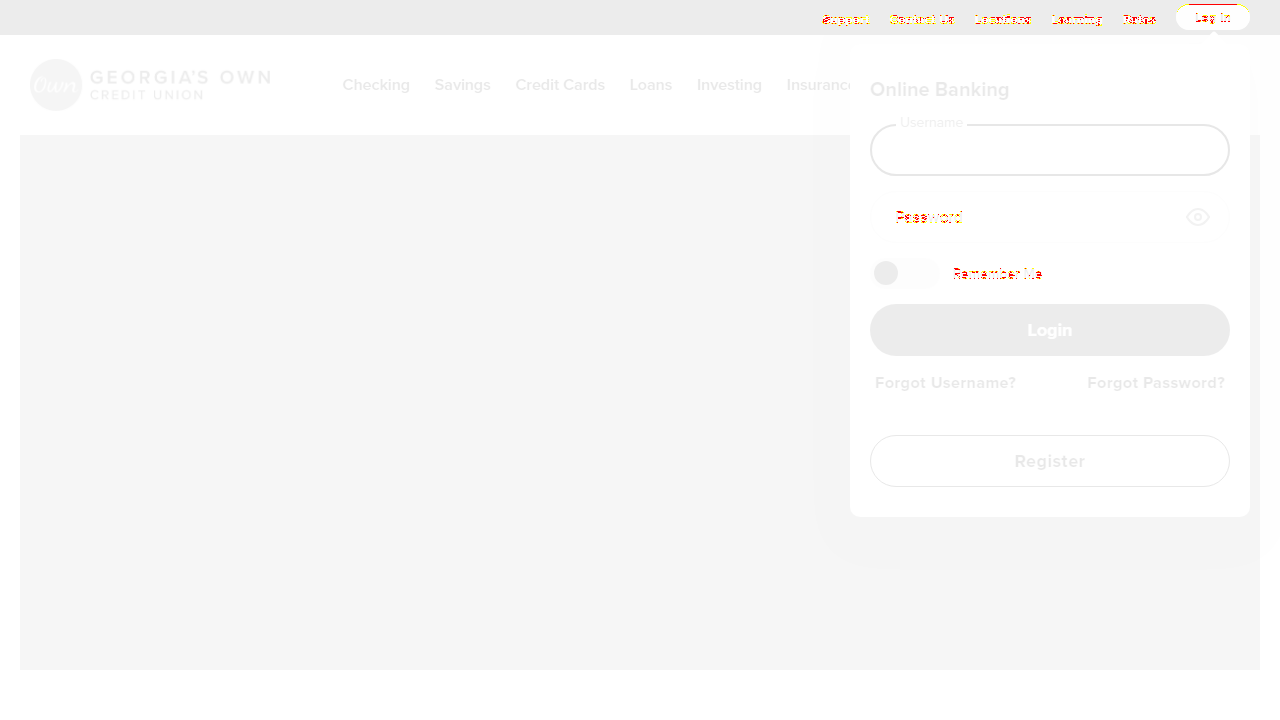 Support Contact Us Locations Learning Rates Log In
Own GEORGIA'S OWN
CREDIT UNION
Checking Savings Credit Cards Loans Investing Insurance
Online Banking
Username
Password
Remember Me
Login
Forgot Username? Forgot Password?
Register